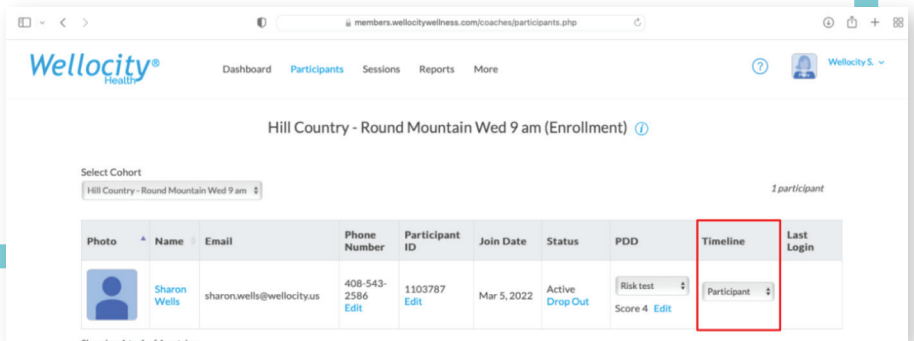 members.wellocitywellness.com/coaches/participants.php
Wellocity®
Health
Dashboard Participants Sessions Reports More
?
Wellocity S.
Hill Country - Round Mountain Wed 9 am (Enrollment) i
Select Cohort
Hill Country - Round Mountain Wed 9 am
1 participant
Photo Name Email Phone Number Participant ID Join Date Status PDD Timeline Last Login
Sharon Wells sharon.wells@wellocity.us 408-543-2586 Edit 1103787 Edit Mar 5, 2022 Active Drop Out Risk test Score 4 Edit Participant